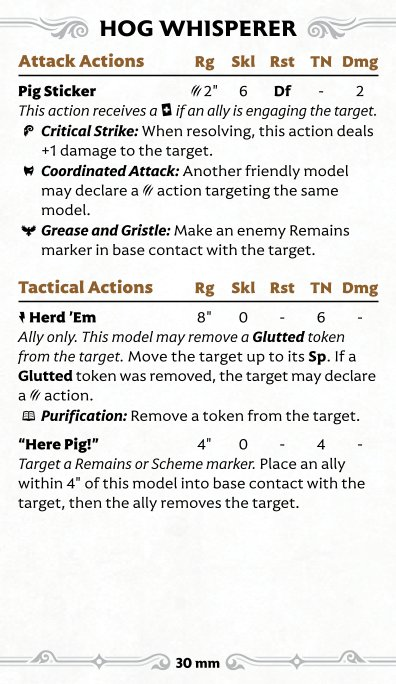 HOG WHISPERER
Attack Actions Rg Skl Rst TN Dmg
Pig Sticker 2" 6 Df - 2
This action receives a if an ally is engaging the target.
Critical Strike: When resolving, this action deals
+1 damage to the target.
Coordinated Attack: Another friendly model
may declare a action targeting the same
model.
Grease and Gristle: Make an enemy Remains
marker in base contact with the target.
Tactical Actions Rg Skl Rst TN Dmg
Herd 'Em 8" 0 - 6 -
Ally only. This model may remove a Glutted token
from the target. Move the target up to its Sp. If a
Glutted token was removed, the target may declare
a action.
Purification: Remove a token from the target.
"Here Pig!" 4" 0 - 4 -
Target a Remains or Scheme marker. Place an ally
within 4" of this model into base contact with the
target, then the ally removes the target.
30 mm